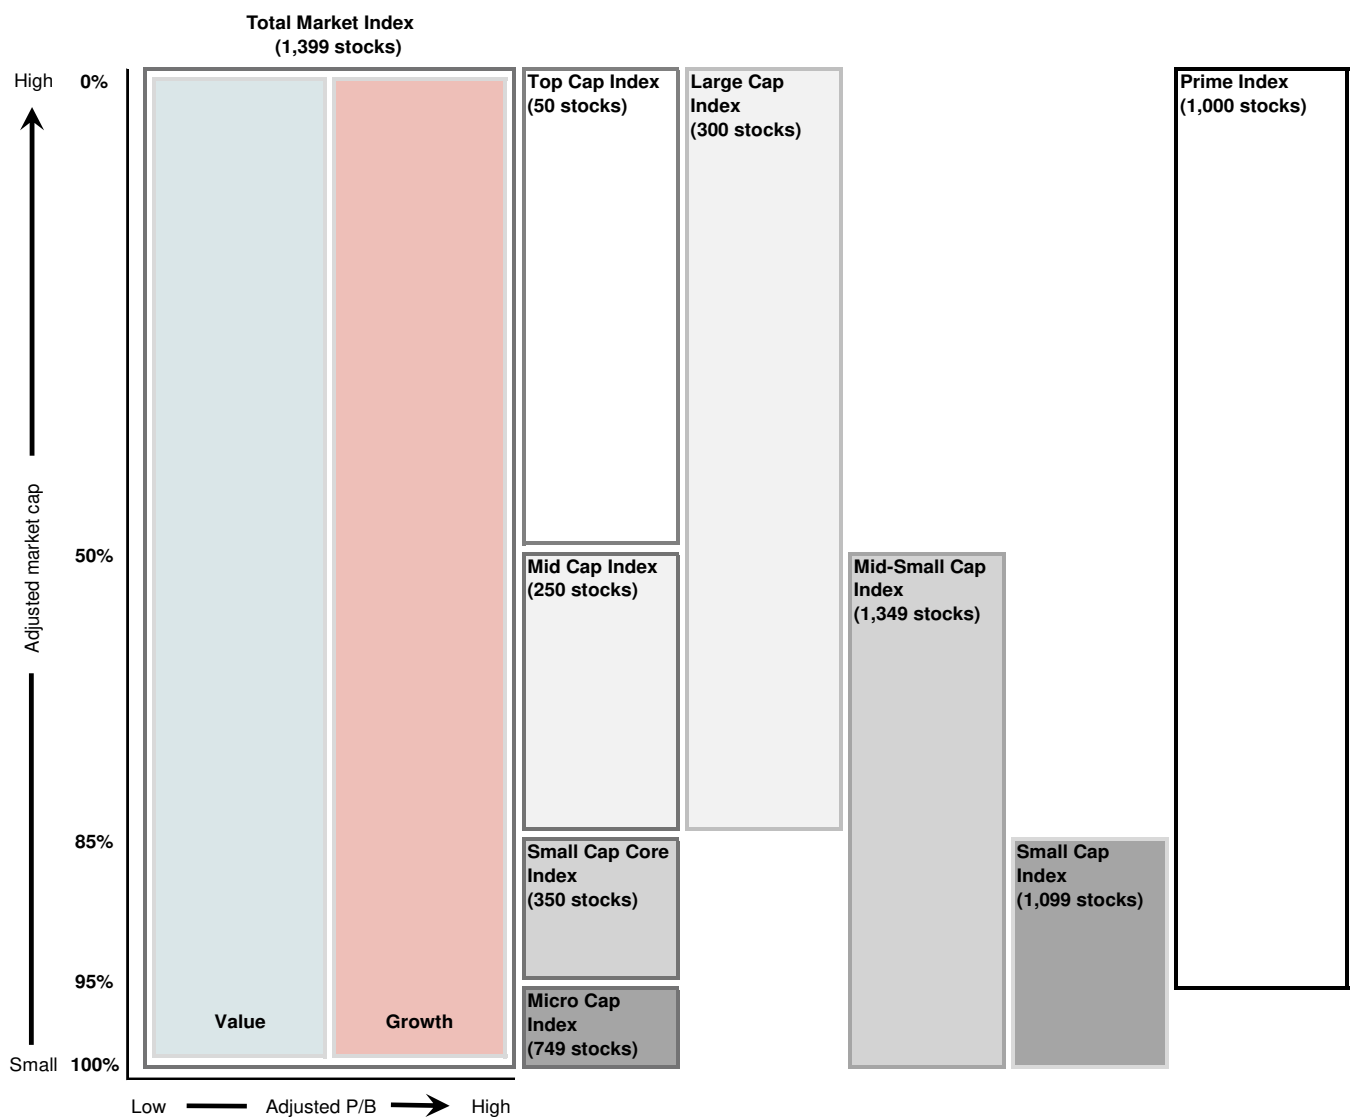 Total Market Index
(1,399 stocks)
High
0%
Top Cap Index
(50 stocks)
Large Cap
Index
(300 stocks)
Prime Index
(1,000 stocks)
Adjusted market cap
50%
Mid Cap Index
(250 stocks)
Mid-Small Cap
Index
(1,349 stocks)
85%
Small Cap Core
Index
(350 stocks)
Small Cap
Index
(1,099 stocks)
95%
Micro Cap
Index
(749 stocks)
Value
Growth
Small
100%
Low
Adjusted P/B
High